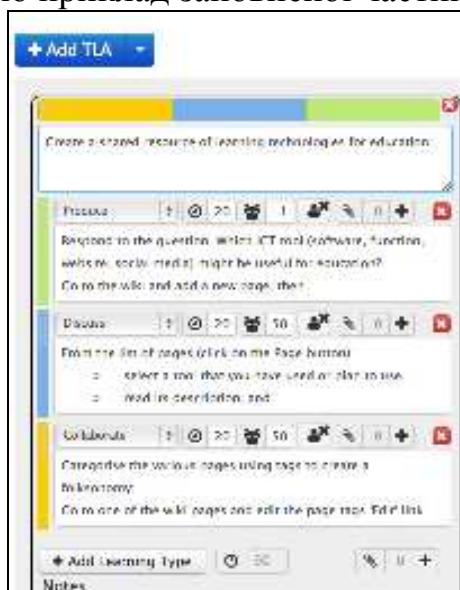 приклад заповненої частини
+ Add TLA
Create a shared resource of learning technologies for education.
Produce 20 1 0 +
Respond to the question: Which ICT tool (software, function,
website, social media) might be useful for education?
Go to the wiki and add a new page, then
Discuss 20 50 0 +
From the list of pages (click on the Page button)
select a tool that you have used or plan to use
read its description, and
Collaborate 20 50 0 +
Categorise the various pages using tags to create a
folksonomy.
Go to one of the wiki pages and edit the page tags 'Edit' link
+ Add Learning Type 0 +
Notes